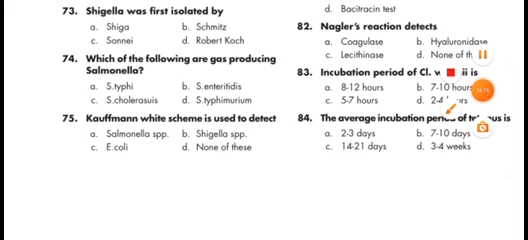 73. Shigella was first isolated by
a. Shiga b. Schmitz
c. Sonnei d. Robert Koch
74. Which of the following are gas producing
Salmonella?
a. S.typhi b. S.enteritidis
c. S.cholerasuis d. S.typhimurium
75. Kauffmann white scheme is used to detect
a. Salmonella spp. b. Shigella spp.
c. E.coli d. None of these
d. Bacitracin test
82. Nagler's reaction detects
a. Coagulase b. Hyaluronidase
c. Lecithinase d. None of
83. Incubation period of Cl. is
a. 8-12 hours b. 7-10 hours
c. 5-7 hours d.
84. The average incubation period of tetanus is
a. 2-3 days b. 7-10 days
c. 14-21 days d. 3-4 weeks